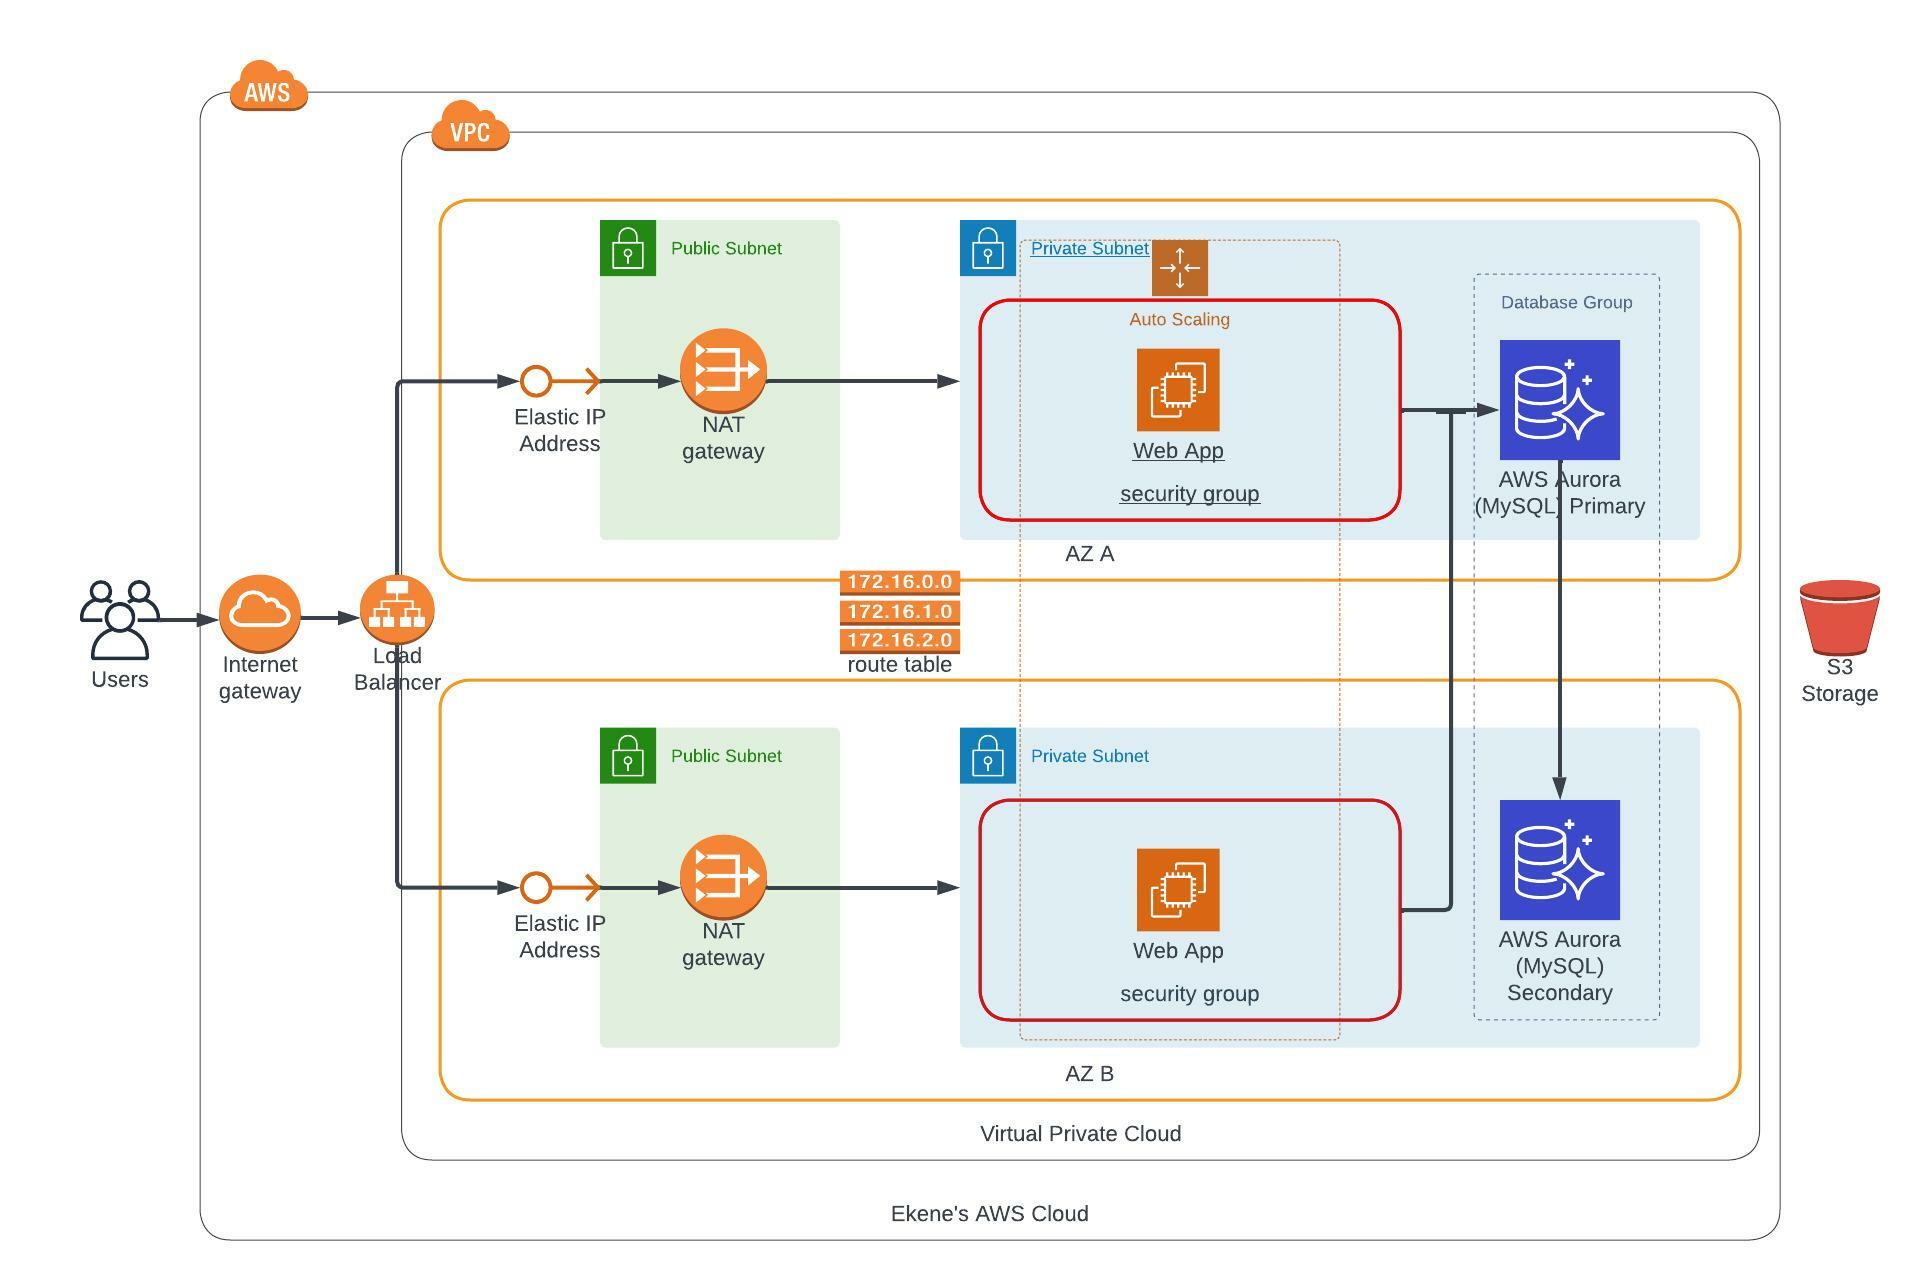 AWS
VPC
Public Subnet
Private Subnet
Auto Scaling
Database Group
Elastic IP
Address
NAT
gateway
Web App
security group
AWS Aurora
(MySQL) Primary
AZ A
172.16.0.0
172.16.1.0
172.16.2.0
route table
Users
Internet
gateway
Load
Balancer
S3
Storage
Public Subnet
Private Subnet
Elastic IP
Address
NAT
gateway
Web App
security group
AWS Aurora
(MySQL)
Secondary
AZ B
Virtual Private Cloud
Ekene's AWS Cloud